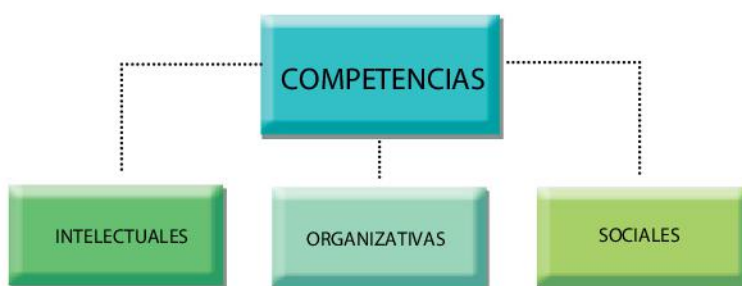 COMPETENCIAS
INTELECTUALES
ORGANIZATIVAS
SOCIALES